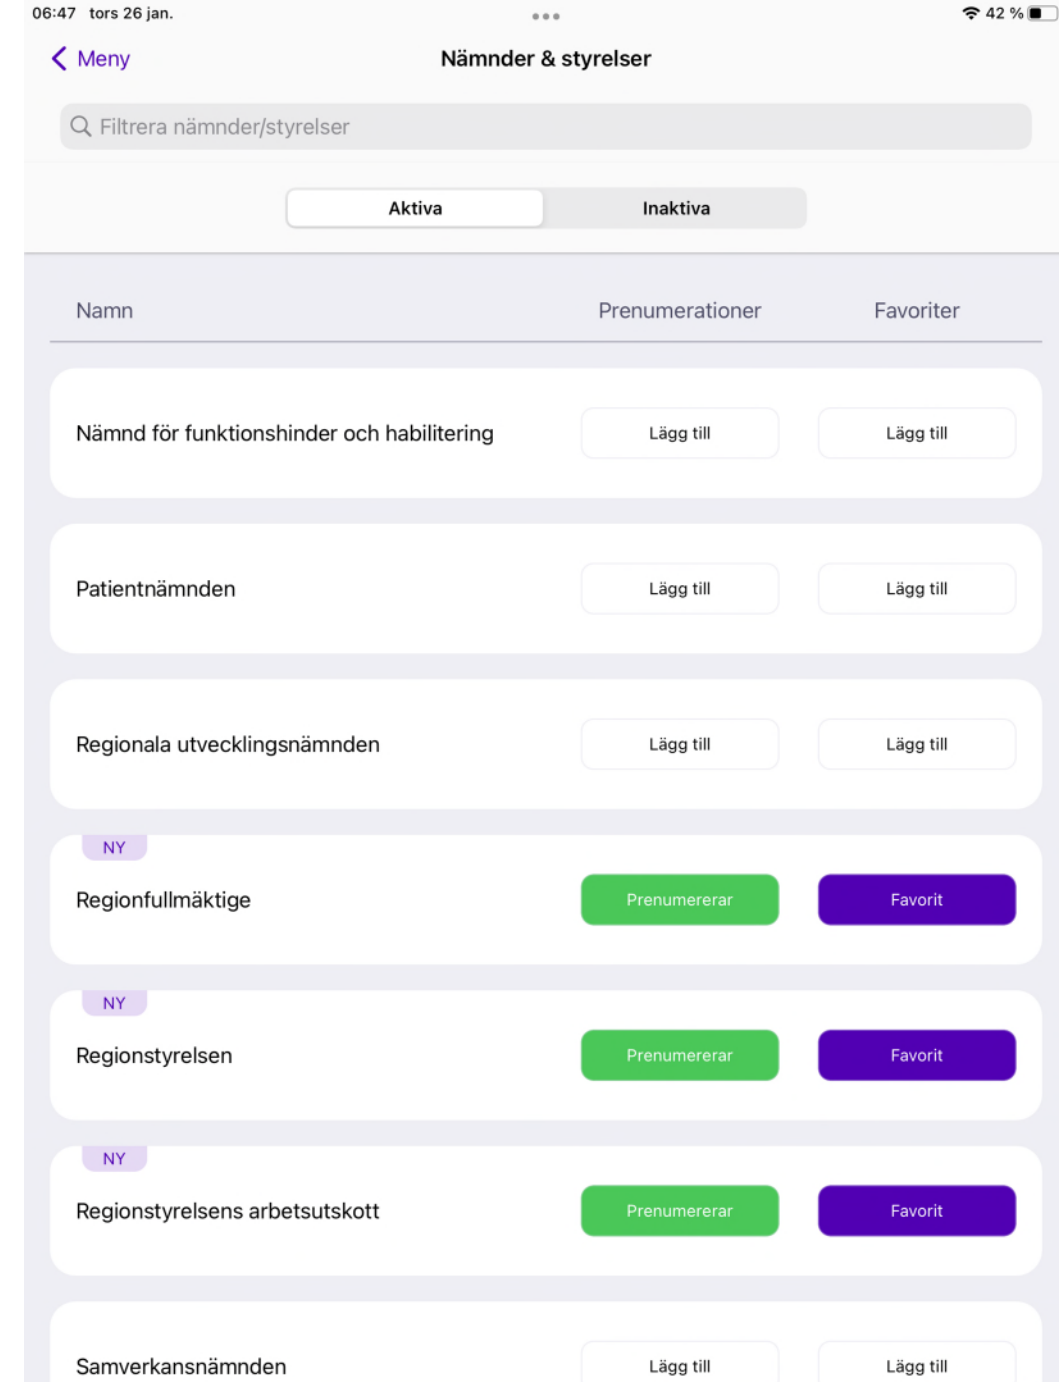 06:47 tors 26 jan.
42 %
Meny
Nämnder & styrelser
Filtrera nämnder/styrelser
Aktiva Inaktiva
Namn Prenumerationer Favoriter
Nämnd för funktionshinder och habilitering Lägg till Lägg till
Patientnämnden Lägg till Lägg till
Regionala utvecklingsnämnden Lägg till Lägg till
NY
Regionfullmäktige Prenumererar Favorit
NY
Regionstyrelsen Prenumererar Favorit
NY
Regionstyrelsens arbetsutskott Prenumererar Favorit
Samverkansnämnden Lägg till Lägg till